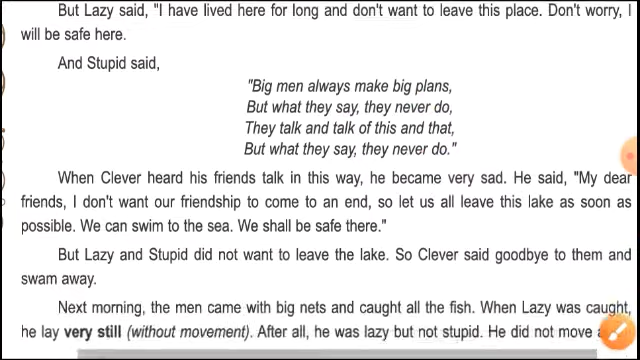 But Lazy said, "I have lived here for long and don't want to leave this place. Don't worry, I
will be safe here.
And Stupid said,
"Big men always make big plans,
But what they say, they never do,
They talk and talk of this and that,
But what they say, they never do."
When Clever heard his friends talk in this way, he became very sad. He said, "My dear
friends, I don't want our friendship to come to an end, so let us all leave this lake as soon as
possible. We can swim to the sea. We shall be safe there."
But Lazy and Stupid did not want to leave the lake. So Clever said goodbye to them and
swam away.
Next morning, the men came with big nets and caught all the fish. When Lazy was caught,
he lay very still (without movement). After all, he was lazy but not stupid. He did not move